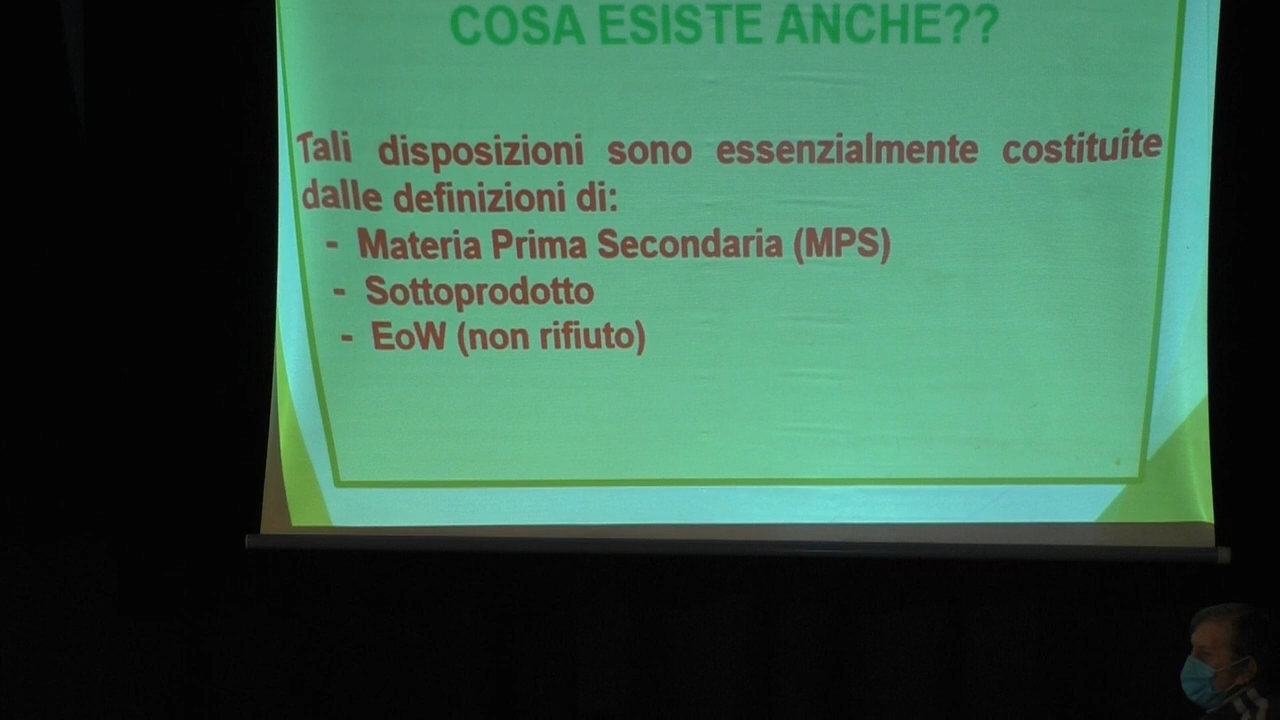 COSA ESISTE ANCHE??
Tali disposizioni sono essenzialmente costituite
dalle definizioni di:
- Materia Prima Secondaria (MPS)
- Sottoprodotto
- EoW (non rifiuto)